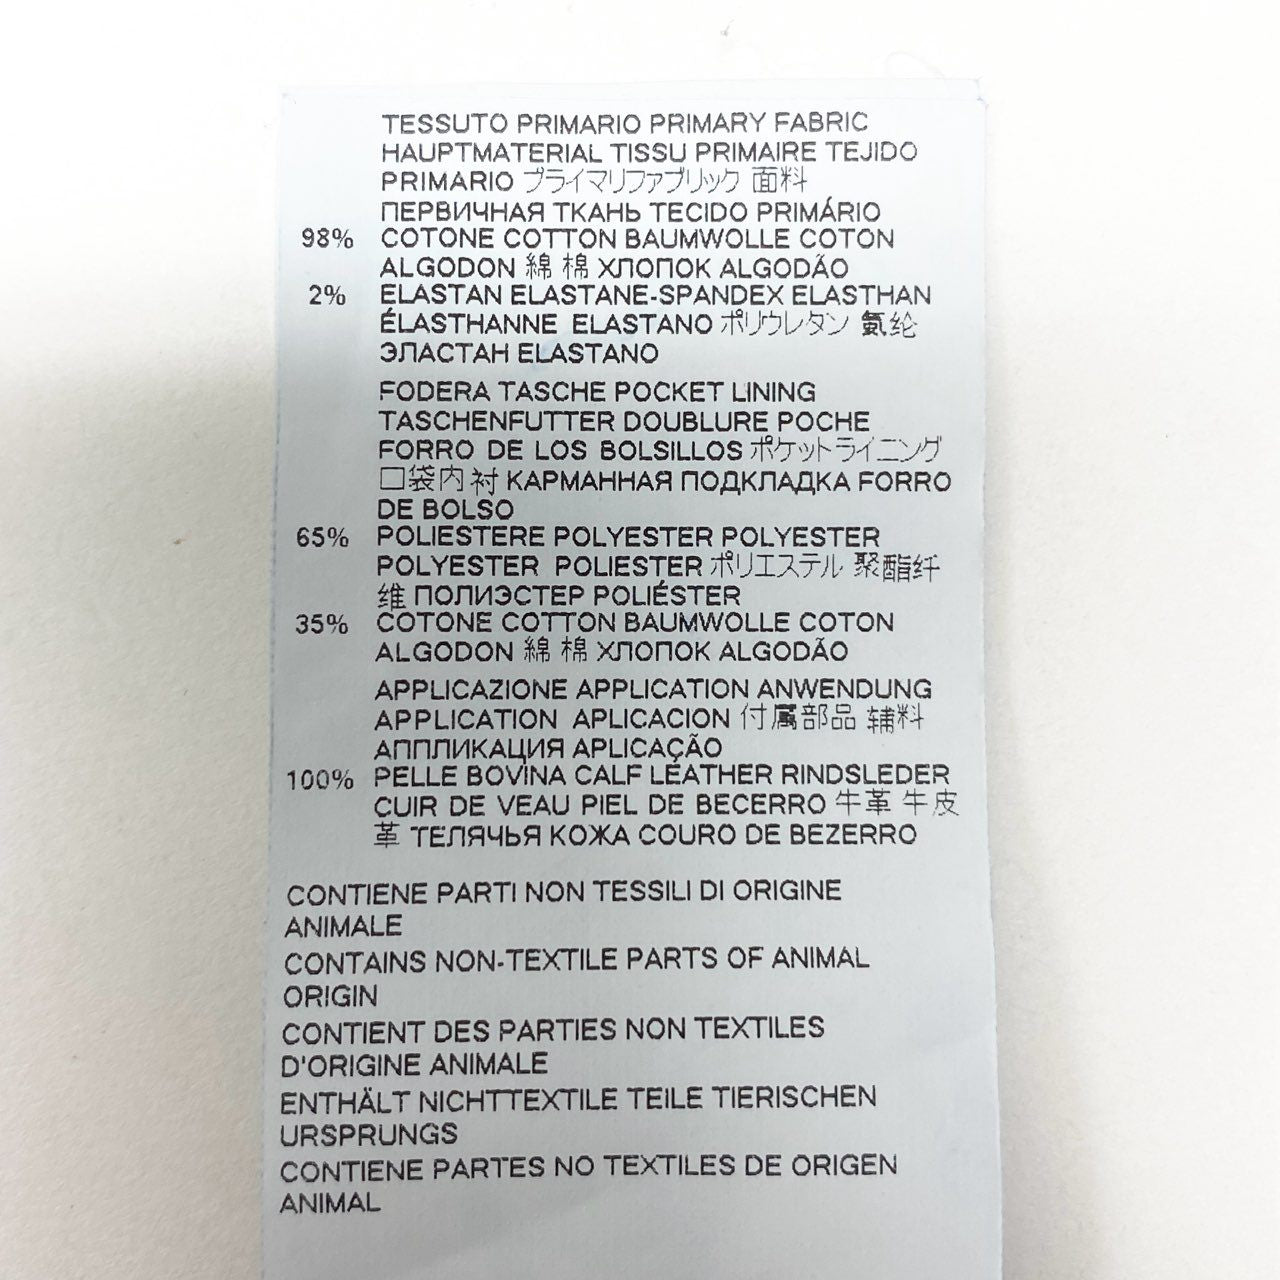 TESSUTO PRIMARIO PRIMARY FABRIC
HAUPTMATERIAL TISSU PRIMAIRE TEJIDO
PRIMARIO プライマリファブリック 面料
ПЕРВИЧНАЯ ТКАНЬ TECIDO PRIMÁRIO
98% COTONE COTTON BAUMWOLLE COTON
ALGODON 綿 棉 ХЛОПОК ALGODÃO
2% ELASTAN ELASTANE-SPANDEX ELASTHAN
ÉLASTHANNE ELASTANO ポリウレタン 氨纶
ЭЛАСТАН ELASTANO
FODERA TASCHE POCKET LINING
TASCHENFUTTER DOUBLURE POCHE
FORRO DE LOS BOLSILLOS ポケットライニング
口袋内衬 КАРМАННАЯ ПОДКЛАДКА FORRO
DE BOLSO
65% POLIESTERE POLYESTER POLYESTER
POLYESTER POLIESTER ポリエステル 聚酯纤
维 ПОЛИЭСТЕР POLIÉSTER
35% COTONE COTTON BAUMWOLLE COTON
ALGODON 綿 棉 ХЛОПОК ALGODÃO
APPLICAZIONE APPLICATION ANWENDUNG
APPLICATION APLICACION 付属部品 辅料
АППЛИКАЦИЯ APLICAÇÃO
100% PELLE BOVINA CALF LEATHER RINDSLEDER
CUIR DE VEAU PIEL DE BECERRO 牛革 牛皮
革 ТЕЛЯЧЬЯ КОЖА COURO DE BEZERRO
CONTIENE PARTI NON TESSILI DI ORIGINE
ANIMALE
CONTAINS NON-TEXTILE PARTS OF ANIMAL
ORIGIN
CONTIENT DES PARTIES NON TEXTILES
D'ORIGINE ANIMALE
ENTHÄLT NICHTTEXTILE TEILE TIERISCHEN
URSPRUNGS
CONTIENE PARTES NO TEXTILES DE ORIGEN
ANIMAL